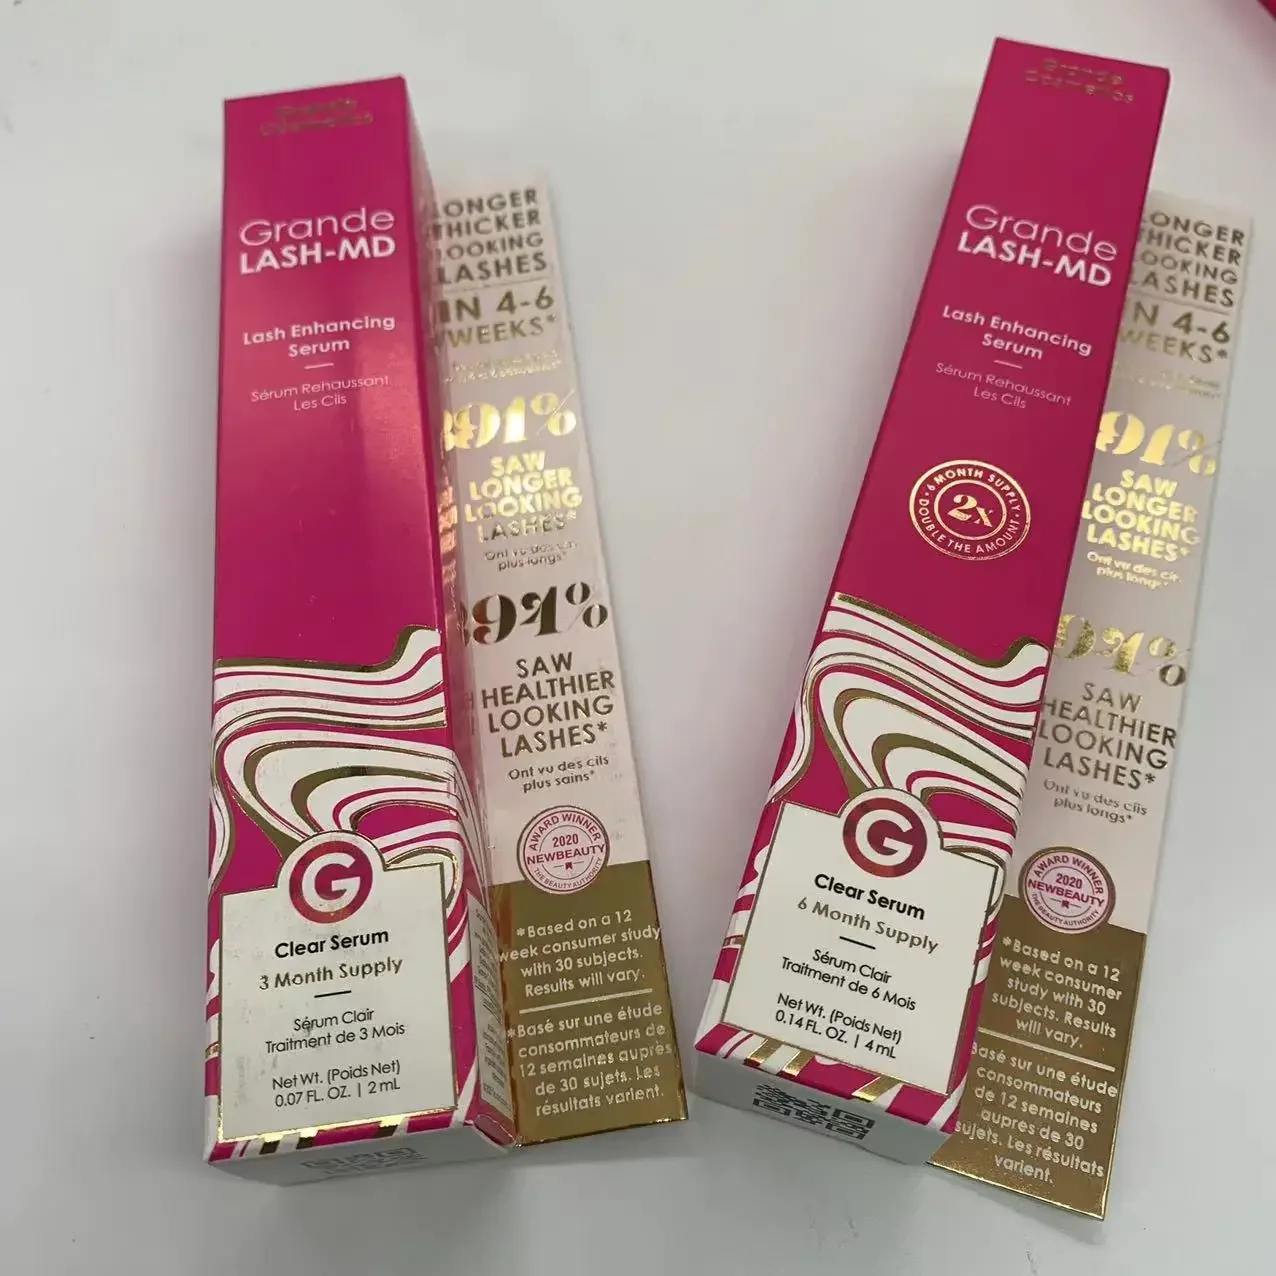 Grande
Cosmetics
Grande
LASH-MD
Lash Enhancing
Serum
Sérum Rehaussant
Les Cils
G
Clear Serum
3 Month Supply
Sérum Clair
Traitment de 3 Mois
Net Wt. (Poids Net)
0.07 FL. OZ. | 2 mL
ONGER
THICKER
LOOKING
LASHES
IN 4-6
WEEKS*
91%
SAW
LONGER
LOOKING
LASHES*
Ont vu des cils
plus longs*
94%
SAW
HEALTHIER
LOOKING
LASHES*
Ont vu des cils
plus sains*
AWARD WINNER
2020
NEWBEAUTY
THE BEAUTY AUTHORITY
*Based on a 12
week consumer study
with 30 subjects.
Results will vary.
*Basé sur une étude
consommateurs de
12 semaines auprès
de 30 sujets. Les
résultats varient.
Grande
Cosmetics
Grande
LASH-MD
Lash Enhancing
Serum
Sérum Rehaussant
Les Cils
6 MONTH SUPPLY
2X
DOUBLE THE AMOUNT
G
Clear Serum
6 Month Supply
Sérum Clair
Traitment de 6 Mois
Net Wt. (Poids Net)
0.14 FL. OZ. | 4 mL
ONGER
THICKER
OOKING
LASHES
IN 4-6
WEEKS*
91%
SAW
LONGER
LOOKING
LASHES*
Ont vu des cils
plus longs*
94%
SAW
HEALTHIER
LOOKING
LASHES*
Ont vu des cils
plus longs*
AWARD WINNER
2020
NEWBEAUTY
THE BEAUTY AUTHORITY
*Based on a 12
week consumer
study with 30
subjects. Results
will vary.
Basé sur une étude
consommateurs
de 12 semaines
auprès de 30
sujets. Les résultats
varient.